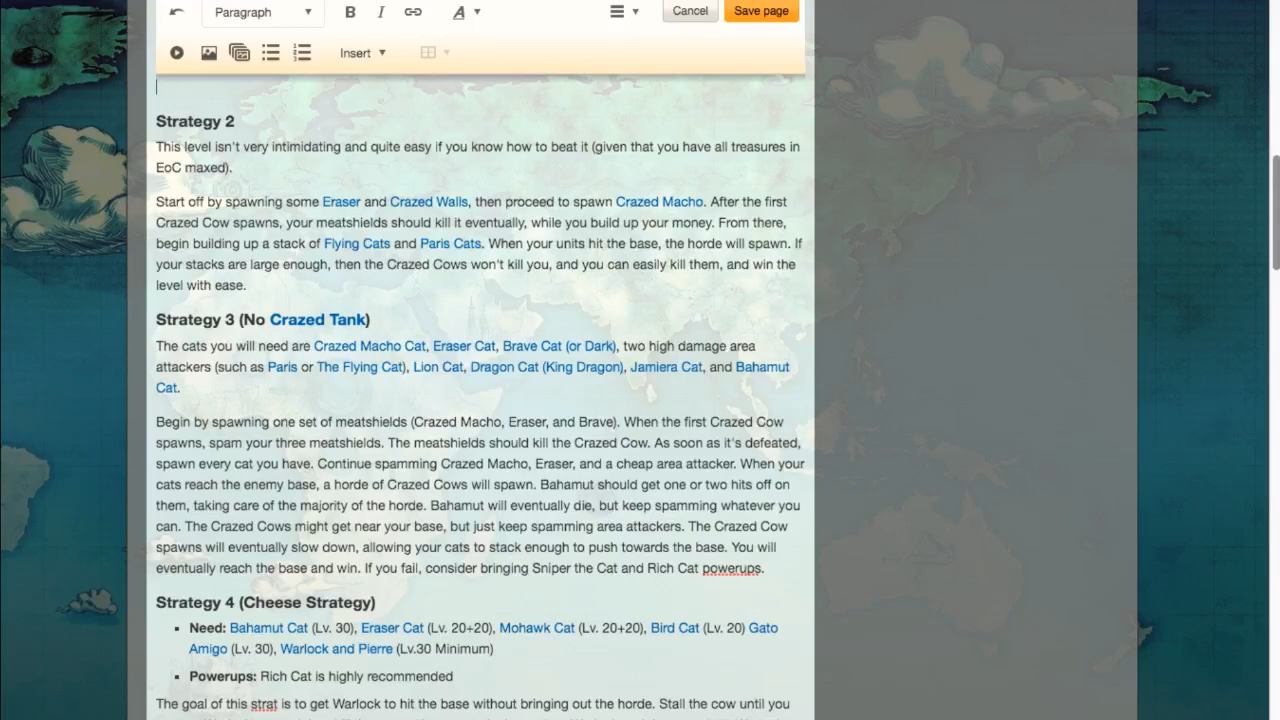 Paragraph B I A Cancel Save page
Insert
Strategy 2
This level isn't very intimidating and quite easy if you know how to beat it (given that you have all treasures in
EoC maxed).
Start off by spawning some Eraser and Crazed Walls, then proceed to spawn Crazed Macho. After the first
Crazed Cow spawns, your meatshields should kill it eventually, while you build up your money. From there,
begin building up a stack of Flying Cats and Paris Cats. When your units hit the base, the horde will spawn. If
your stacks are large enough, then the Crazed Cows won't kill you, and you can easily kill them, and win the
level with ease.
Strategy 3 (No Crazed Tank)
The cats you will need are Crazed Macho Cat, Eraser Cat, Brave Cat (or Dark), two high damage area
attackers (such as Paris or The Flying Cat), Lion Cat, Dragon Cat (King Dragon), Jamiera Cat, and Bahamut
Cat.
Begin by spawning one set of meatshields (Crazed Macho, Eraser, and Brave). When the first Crazed Cow
spawns, spam your three meatshields. The meatshields should kill the Crazed Cow. As soon as it's defeated,
spawn every cat you have. Continue spamming Crazed Macho, Eraser, and a cheap area attacker. When your
cats reach the enemy base, a horde of Crazed Cows will spawn. Bahamut should get one or two hits off on
them, taking care of the majority of the horde. Bahamut will eventually die, but keep spamming whatever you
can. The Crazed Cows might get near your base, but just keep spamming area attackers. The Crazed Cow
spawns will eventually slow down, allowing your cats to stack enough to push towards the base. You will
eventually reach the base and win. If you fail, consider bringing Sniper the Cat and Rich Cat powerups.
Strategy 4 (Cheese Strategy)
Need: Bahamut Cat (Lv. 30), Eraser Cat (Lv. 20+20), Mohawk Cat (Lv. 20+20), Bird Cat (Lv. 20) Gato
Amigo (Lv. 30), Warlock and Pierre (Lv.30 Minimum)
Powerups: Rich Cat is highly recommended
The goal of this strat is to get Warlock to hit the base without bringing out the horde. Stall the cow until you